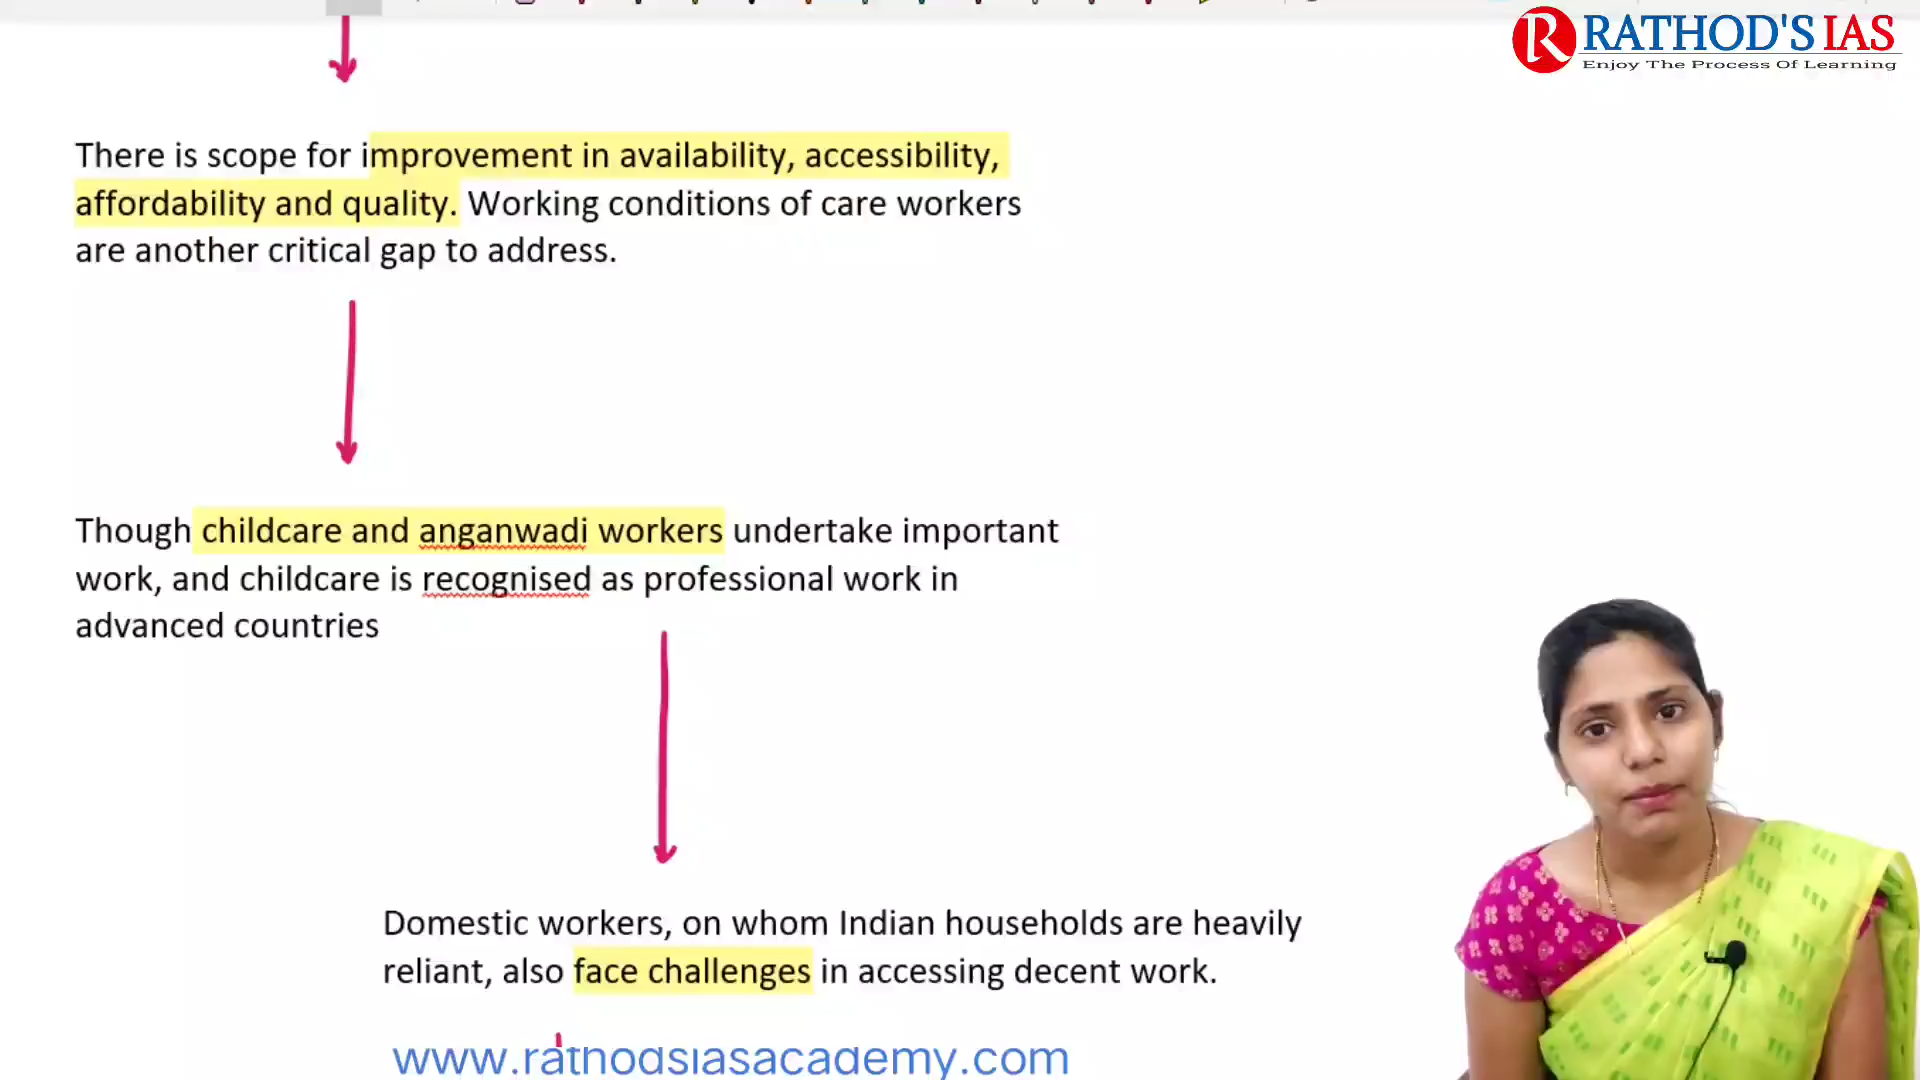 RATHOD'S IAS
Enjoy The Process Of Learning
There is scope for improvement in availability, accessibility,
affordability and quality. Working conditions of care workers
are another critical gap to address.
Though childcare and anganwadi workers undertake important
work, and childcare is recognised as professional work in
advanced countries
Domestic workers, on whom Indian households are heavily
reliant, also face challenges in accessing decent work.
www.rathodsiasacademy.com